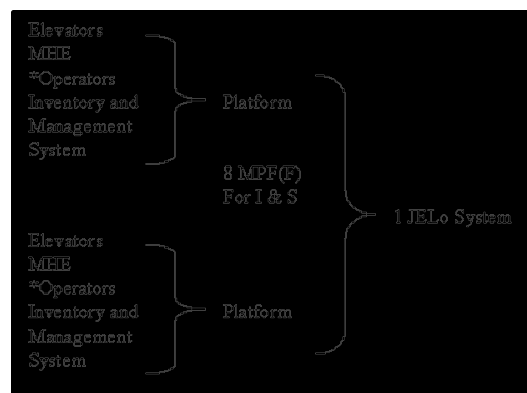 Elevators
MHE
*Operators
Inventory and
Management
System
Platform
8 MPF(F)
For I & S
1 JELo System
Elevators
MHE
*Operators
Inventory and
Management
System
Platform